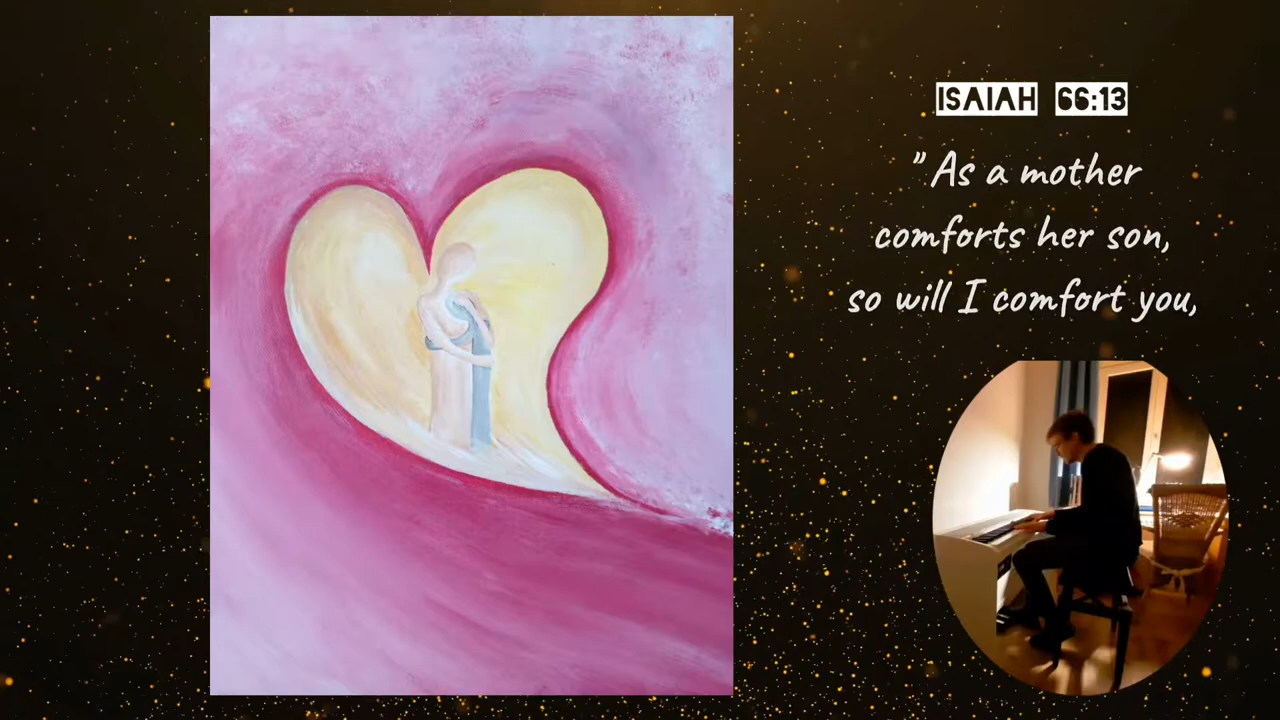 ISAIAH 66:13
" As a mother
comforts her son,
so will I comfort you,